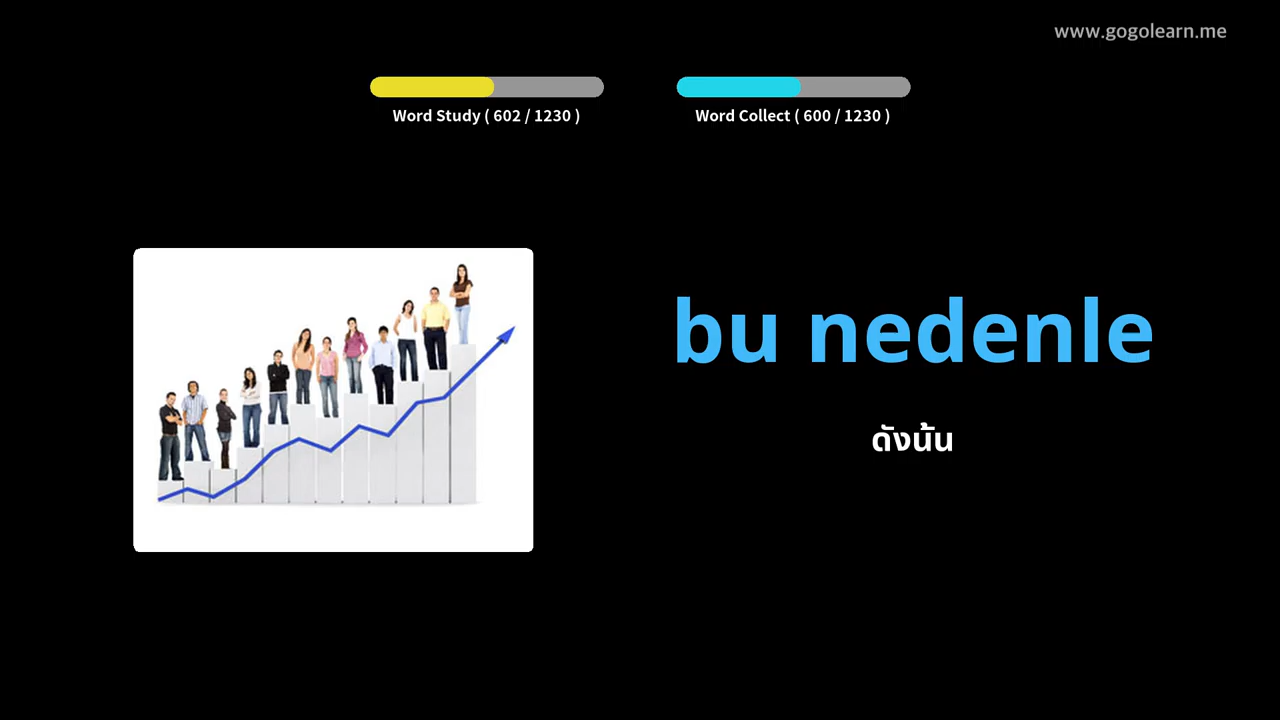 www.gogolearn.me
Word Study ( 602 / 1230 )
Word Collect ( 600 / 1230 )
bu nedenle
ดังนั้น